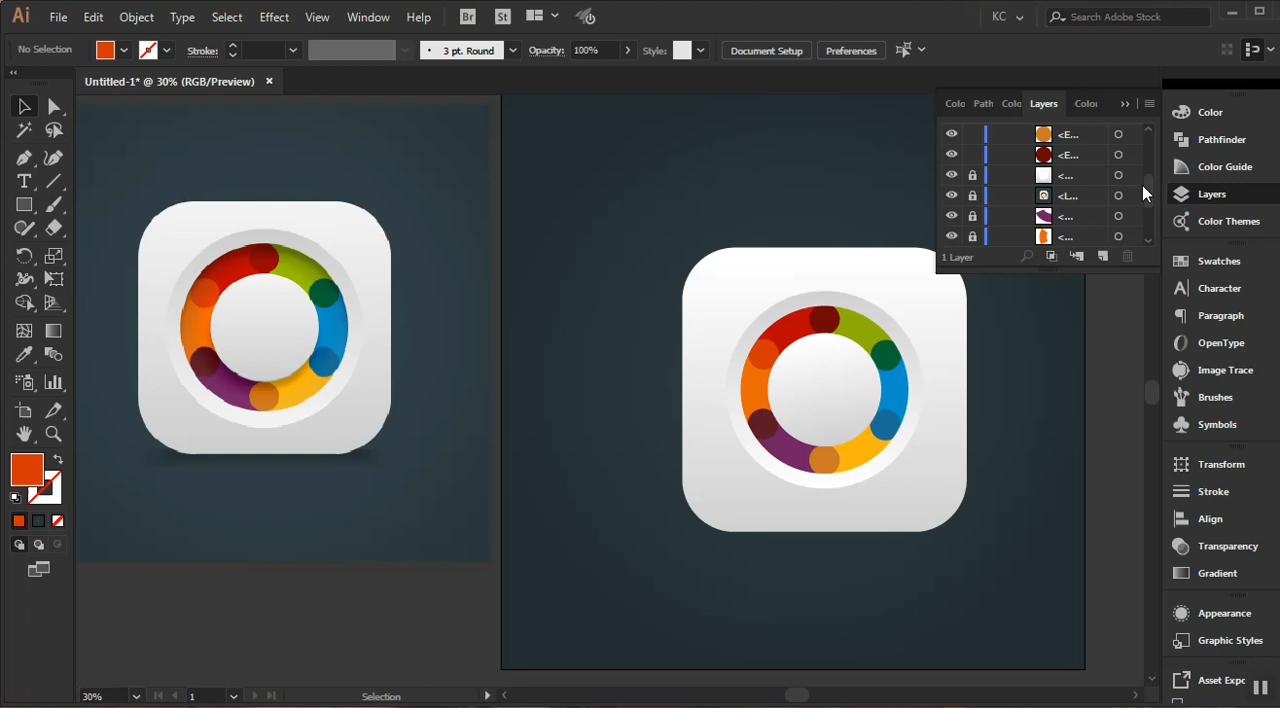 Ai File Edit Object Type Select Effect View Window Help Br St KC Search Adobe Stock
No Selection Stroke: 3 pt. Round Opacity: 100% Style: Document Setup Preferences
Untitled-1* @ 30% (RGB/Preview) ×
Colo Path Colo Layers Color
<E...
<E...
<...
<L...
<...
<...
1 Layer
Color
Pathfinder
Color Guide
Layers
Color Themes
Swatches
Character
Paragraph
OpenType
Image Trace
Brushes
Symbols
Transform
Stroke
Align
Transparency
Gradient
Appearance
Graphic Styles
Asset Expo
30% 1 Selection